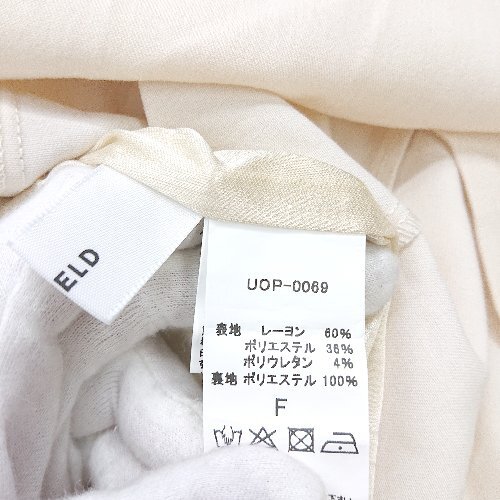 ELD
UOP-0069
表地 レーヨン 60%
ポリエステル 36%
ポリウレタン 4%
裏地 ポリエステル 100%
F